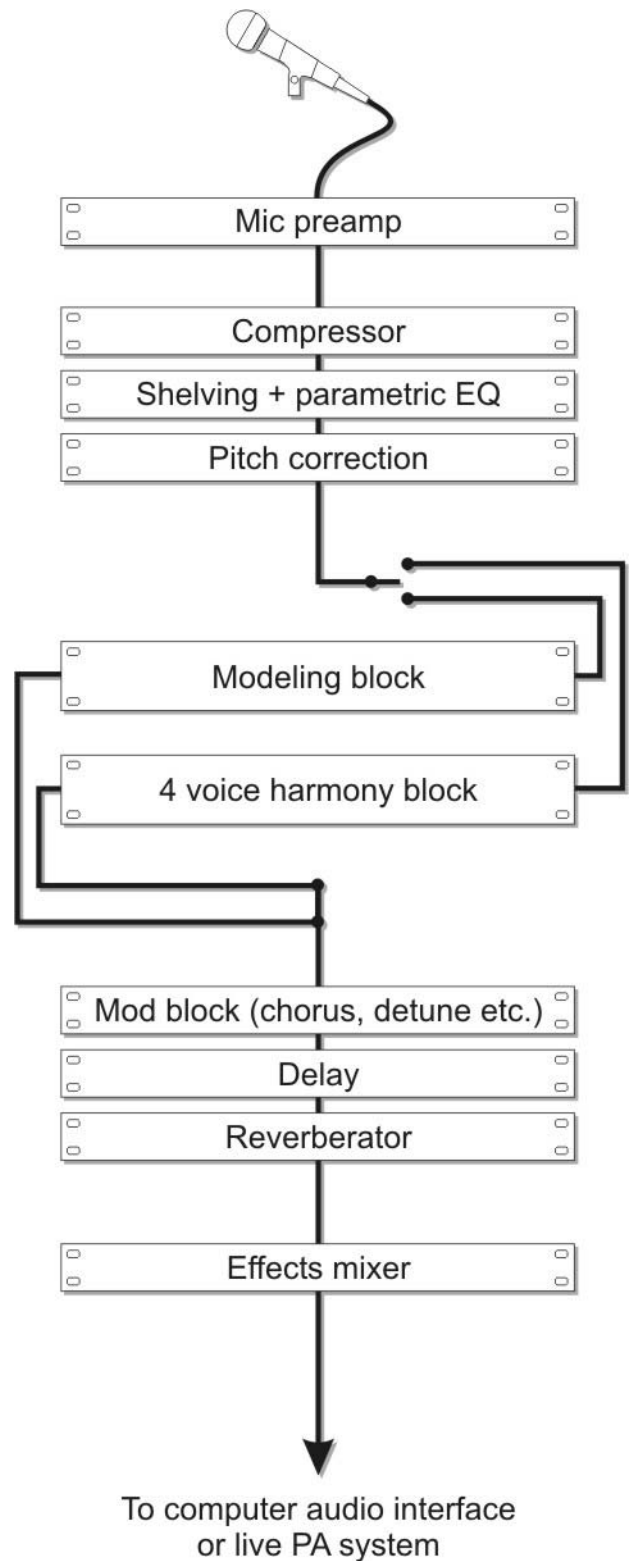 Mic preamp
Compressor
Shelving + parametric EQ
Pitch correction
Modeling block
4 voice harmony block
Mod block (chorus, detune etc.)
Delay
Reverberator
Effects mixer
To computer audio interface
or live PA system